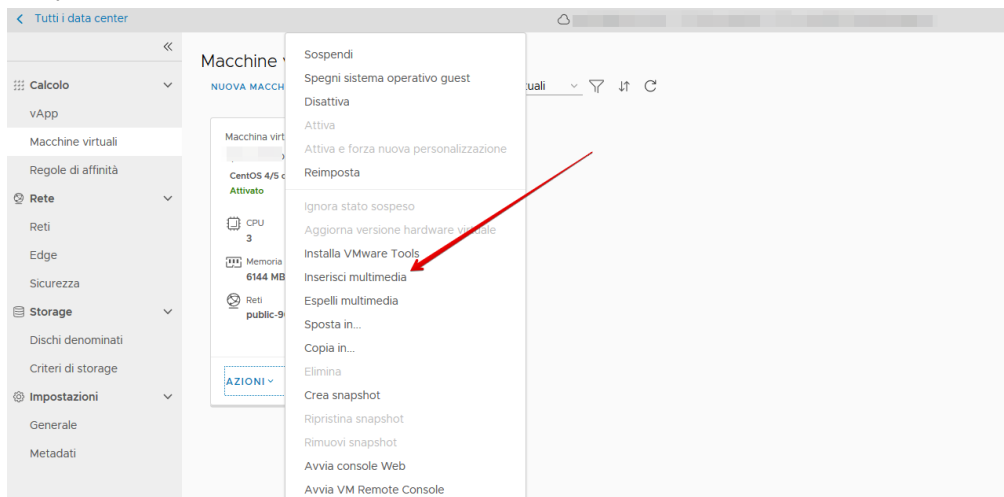 Tutti i data center
Calcolo
vApp
Macchine virtuali
Regole di affinità
Rete
Reti
Edge
Sicurezza
Storage
Dischi denominati
Criteri di storage
Impostazioni
Generale
Metadati
Macchine
NUOVA MACCH
tuali
Macchina virt
CentOS 4/5
Attivato
CPU
3
Memoria
6144 MB
Reti
public-9
AZIONI
Sospendi
Spegni sistema operativo guest
Disattiva
Attiva
Attiva e forza nuova personalizzazione
Reimposta
Ignora stato sospeso
Aggiorna versione hardware virtuale
Installa VMware Tools
Inserisci multimedia
Espelli multimedia
Sposta in...
Copia in...
Elimina
Crea snapshot
Ripristina snapshot
Rimuovi snapshot
Avvia console Web
Avvia VM Remote Console